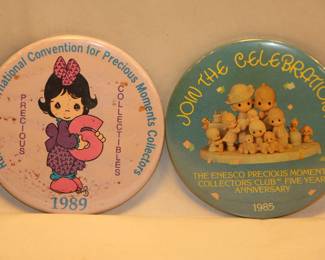 national Convention for Precious Moments Collectors
PRECIOUS
COLLECTIBLES
S
1989
JOIN THE CELEBRATION
THE ENESCO PRECIOUS MOMENTS
COLLECTORS' CLUB™ FIVE YEAR
ANNIVERSARY
1985